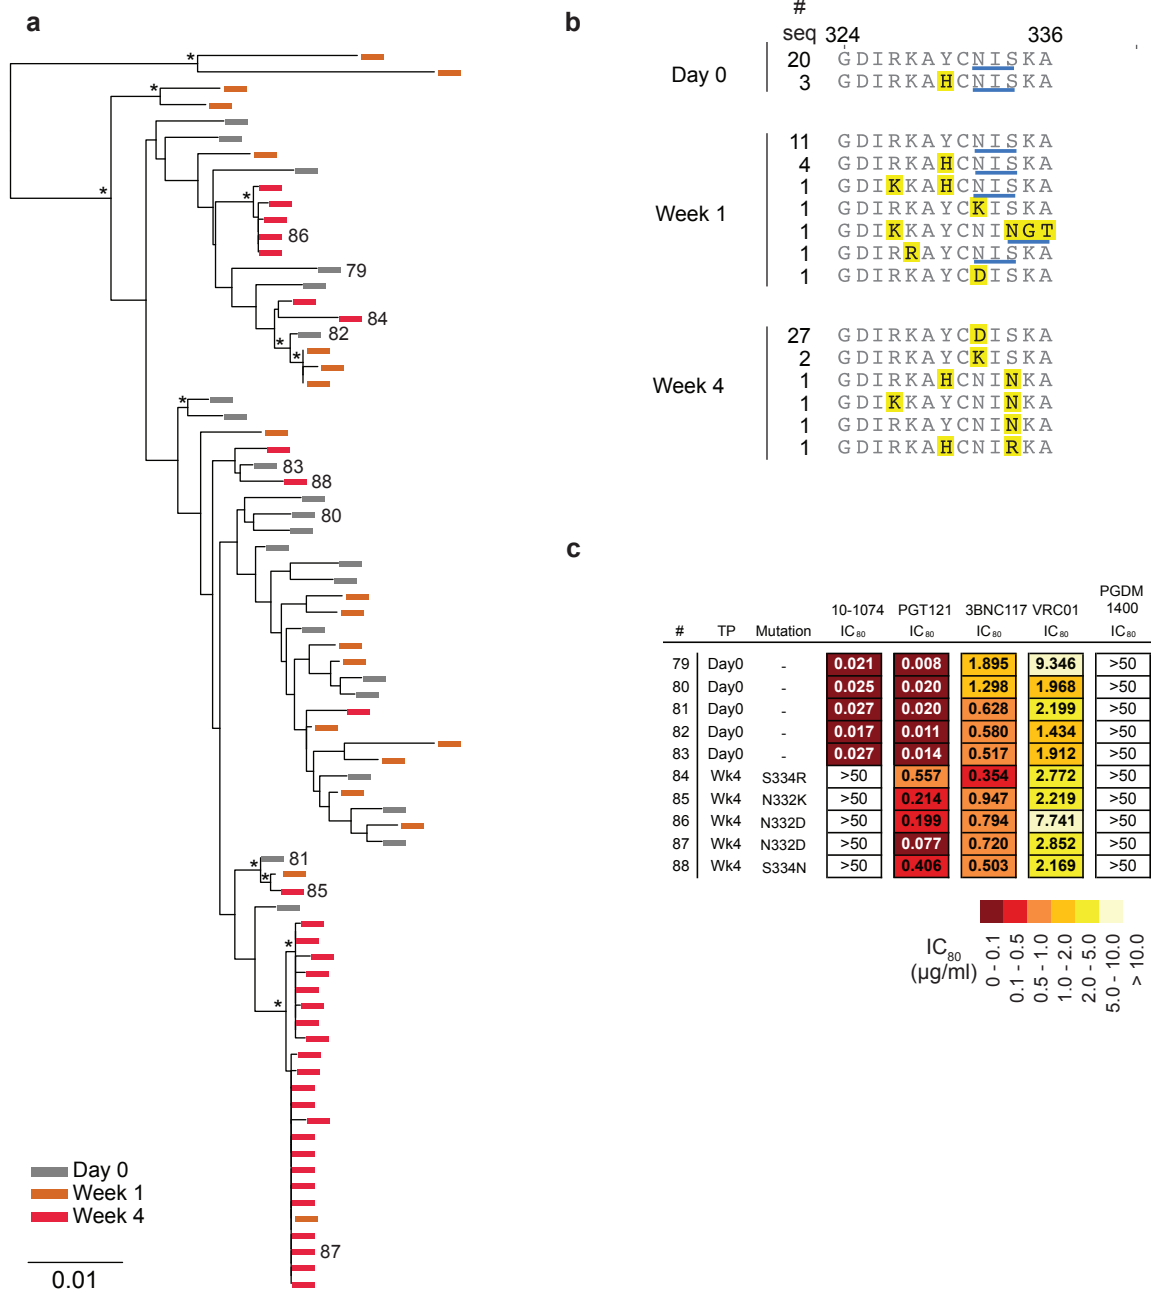 a
*
*
*
*
86
79
84
*
82
*
*
83
88
80
*
81
*
85
*
*
87
Day 0
Week 1
Week 4
0.01
b
#
seq 324 336
Day 0
20 GDIRKAYCNISKA
3 GDIRKAHCNISKA
Week 1
11 GDIRKAYCNISKA
4 GDIRKAHCNISKA
1 GDIKKAHCNISKA
1 GDIRKAYCKISKA
1 GDIKKAYCNINGT
1 GDIRRAYCNISKA
1 GDIRKAYCDISKA
Week 4
27 GDIRKAYCDISKA
2 GDIRKAYCKISKA
1 GDIRKAHCNINKA
1 GDIKKAYCNINKA
1 GDIRKAYCNINKA
1 GDIRKAHCNIRKA
c
10-1074 PGT121 3BNC117 VRC01 PGDM 1400
# TP Mutation IC80 IC80 IC80 IC80 IC80
79 Day0 - 0.021 0.008 1.895 9.346 >50
80 Day0 - 0.025 0.020 1.298 1.968 >50
81 Day0 - 0.027 0.020 0.628 2.199 >50
82 Day0 - 0.017 0.011 0.580 1.434 >50
83 Day0 - 0.027 0.014 0.517 1.912 >50
84 Wk4 S334R >50 0.557 0.354 2.772 >50
85 Wk4 N332K >50 0.214 0.947 2.219 >50
86 Wk4 N332D >50 0.199 0.794 7.741 >50
87 Wk4 N332D >50 0.077 0.720 2.852 >50
88 Wk4 S334N >50 0.406 0.503 2.169 >50
IC80
(µg/ml)
0 - 0.1
0.1 - 0.5
0.5 - 1.0
1.0 - 2.0
2.0 - 5.0
5.0 - 10.0
> 10.0